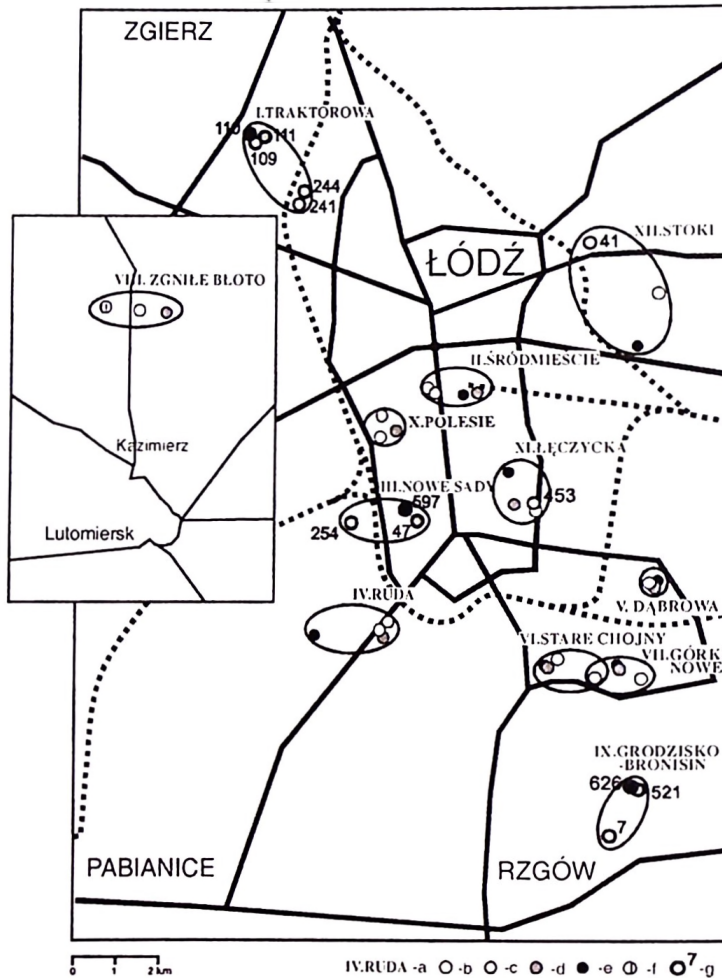 ZGIERZ
I.TRAKTOROWA
110 111
109
244
241
XII.STOKI
41
ŁÓDŹ
VIII. ZGNIŁE BŁOTO
II.ŚRÓDMIEŚCIE
X.POLESIE
Kazimierz
XI.ŁĘCZYCKA
III.NOWE SADY
597
453
254 47
Lutomiersk
IV.RUDA
V. DĄBROWA
VI.STARE CHOJNY
VII.GÓRK
NOWE
IX.GRODZISKO
-BRONISIN
626 521
7
PABIANICE
RZGÓW
0 1 2 km
IV.RUDA -a -b -c -d -e -f 7 -g